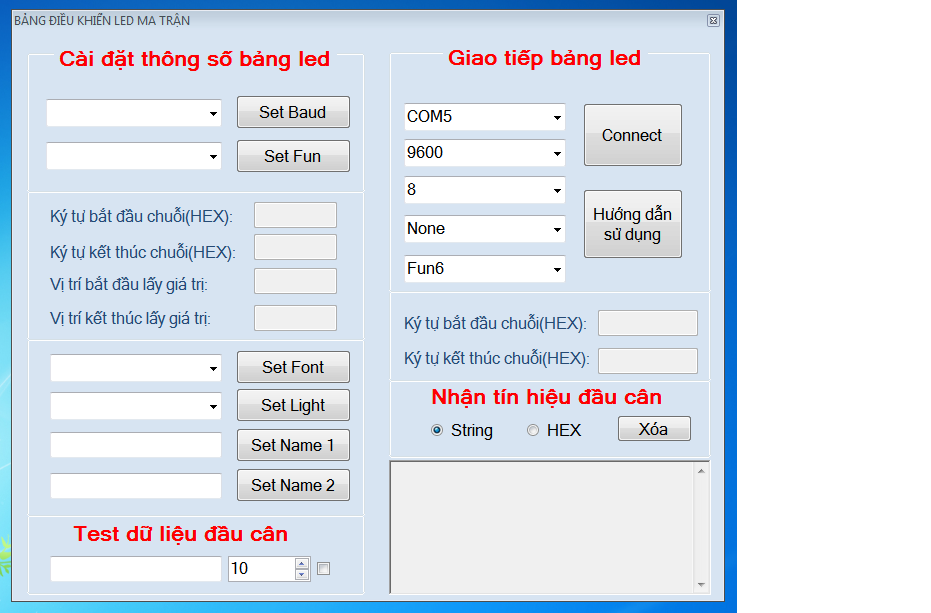 BẢNG ĐIỀU KHIỂN LED MA TRẬN
Cài đặt thông số bảng led
Set Baud
Set Fun
Ký tự bắt đầu chuỗi(HEX):
Ký tự kết thúc chuỗi(HEX):
Vị trí bắt đầu lấy giá trị:
Vị trí kết thúc lấy giá trị:
Set Font
Set Light
Set Name 1
Set Name 2
Test dữ liệu đầu cân
10
Giao tiếp bảng led
COM5
9600
8
None
Fun6
Connect
Hướng dẫn
sử dụng
Ký tự bắt đầu chuỗi(HEX):
Ký tự kết thúc chuỗi(HEX):
Nhận tín hiệu đầu cân
String
HEX
Xóa